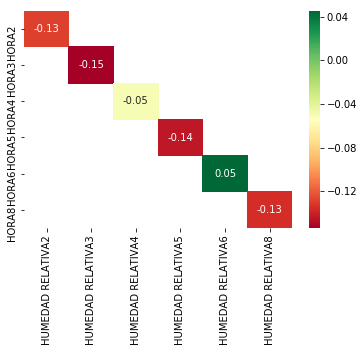 HORA2
HORA3
HORA4
HORA5
HORA6
HORA8
-0.13
-0.15
-0.05
-0.14
0.05
-0.13
HUMEDAD RELATIVA2
HUMEDAD RELATIVA3
HUMEDAD RELATIVA4
HUMEDAD RELATIVA5
HUMEDAD RELATIVA6
HUMEDAD RELATIVA8
0.04
0.00
−0.04
−0.08
−0.12